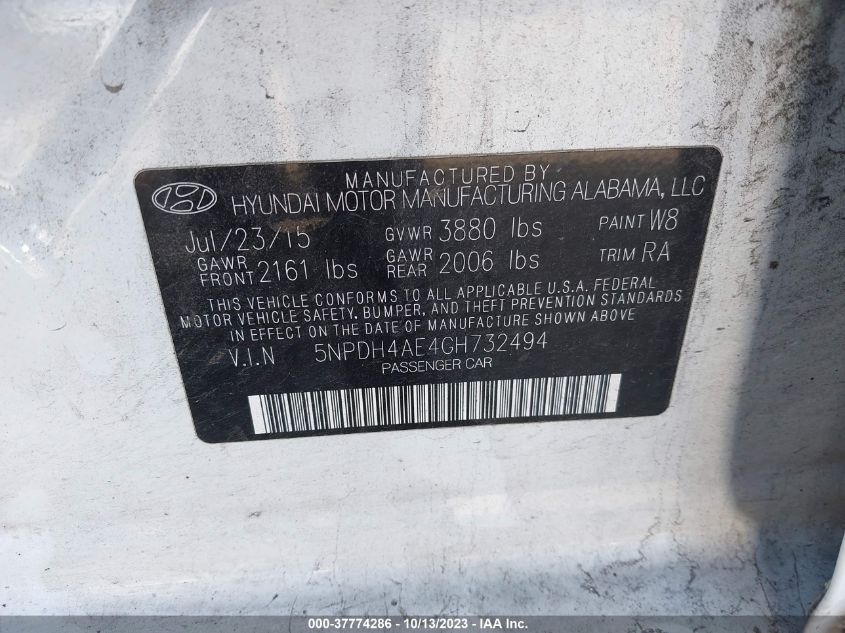 MANUFACTURED BY
HYUNDAI MOTOR MANUFACTURING ALABAMA, LLC
Jul/23/15 GVWR 3880 lbs PAINT W8
GAWR FRONT 2161 lbs GAWR REAR 2006 lbs TRIM RA
THIS VEHICLE CONFORMS TO ALL APPLICABLE U.S.A. FEDERAL
MOTOR VEHICLE SAFETY, BUMPER, AND THEFT PREVENTION STANDARDS
IN EFFECT ON THE DATE OF MANUFACTURE SHOWN ABOVE.
V.I.N 5NPDH4AE4GH732494
PASSENGER CAR
000-37774286 - 10/13/2023 - IAA Inc.